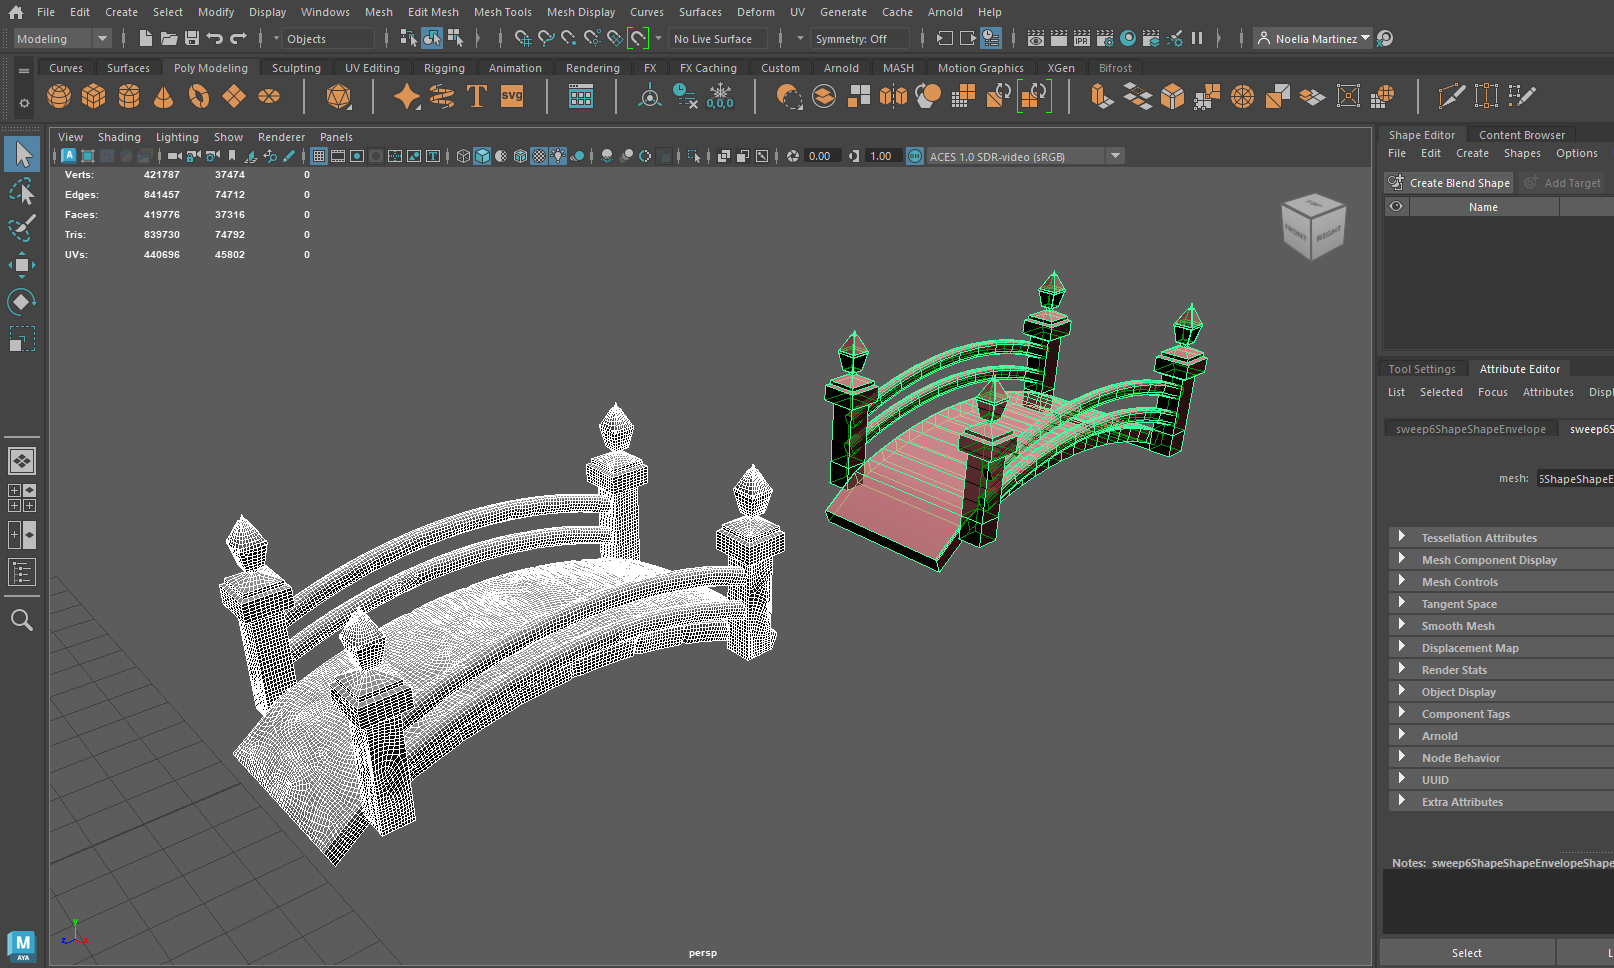 File Edit Create Select Modify Display Windows Mesh Edit Mesh Mesh Tools Mesh Display Curves Surfaces Deform UV Generate Cache Arnold Help
Modeling Objects No Live Surface Symmetry: Off IPR Noelia Martinez
Curves Surfaces Poly Modeling Sculpting UV Editing Rigging Animation Rendering FX FX Caching Custom Arnold MASH Motion Graphics XGen Bifrost
T svg 0,0,0
View Shading Lighting Show Renderer Panels
A T 0.00 1.00 ON ACES 1.0 SDR-video (sRGB)
Verts: 421787 37474 0
Edges: 841457 74712 0
Faces: 419776 37316 0
Tris: 839730 74792 0
UVs: 440696 45802 0
FRONT RIGHT
y
z x
persp
M
AYA
Shape Editor Content Browser
File Edit Create Shapes Options
Create Blend Shape Add Target
Name
Tool Settings Attribute Editor
List Selected Focus Attributes Displ
sweep6ShapeShapeEnvelope sweep6S
mesh: 6ShapeShapeE
Tessellation Attributes
Mesh Component Display
Mesh Controls
Tangent Space
Smooth Mesh
Displacement Map
Render Stats
Object Display
Component Tags
Arnold
Node Behavior
UUID
Extra Attributes
Notes: sweep6ShapeShapeEnvelopeShape
Select L